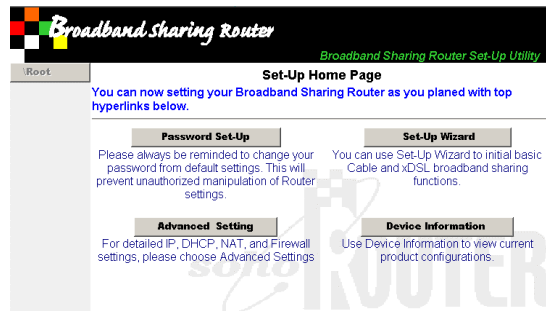 Broadband Sharing Router
Broadband Sharing Router Set-Up Utility
\Root
Set-Up Home Page
You can now setting your Broadband Sharing Router as you planed with top
hyperlinks below.
Password Set-Up
Please always be reminded to change your
password from default settings. This will
prevent unauthorized manipulation of Router
settings.
Set-Up Wizard
You can use Set-Up Wizard to initial basic
Cable and xDSL broadband sharing
functions.
Advanced Setting
For detailed IP, DHCP, NAT, and Firewall
settings, please choose Advanced Settings
Device Information
Use Device Information to view current
product configurations.
soho
ROUTER